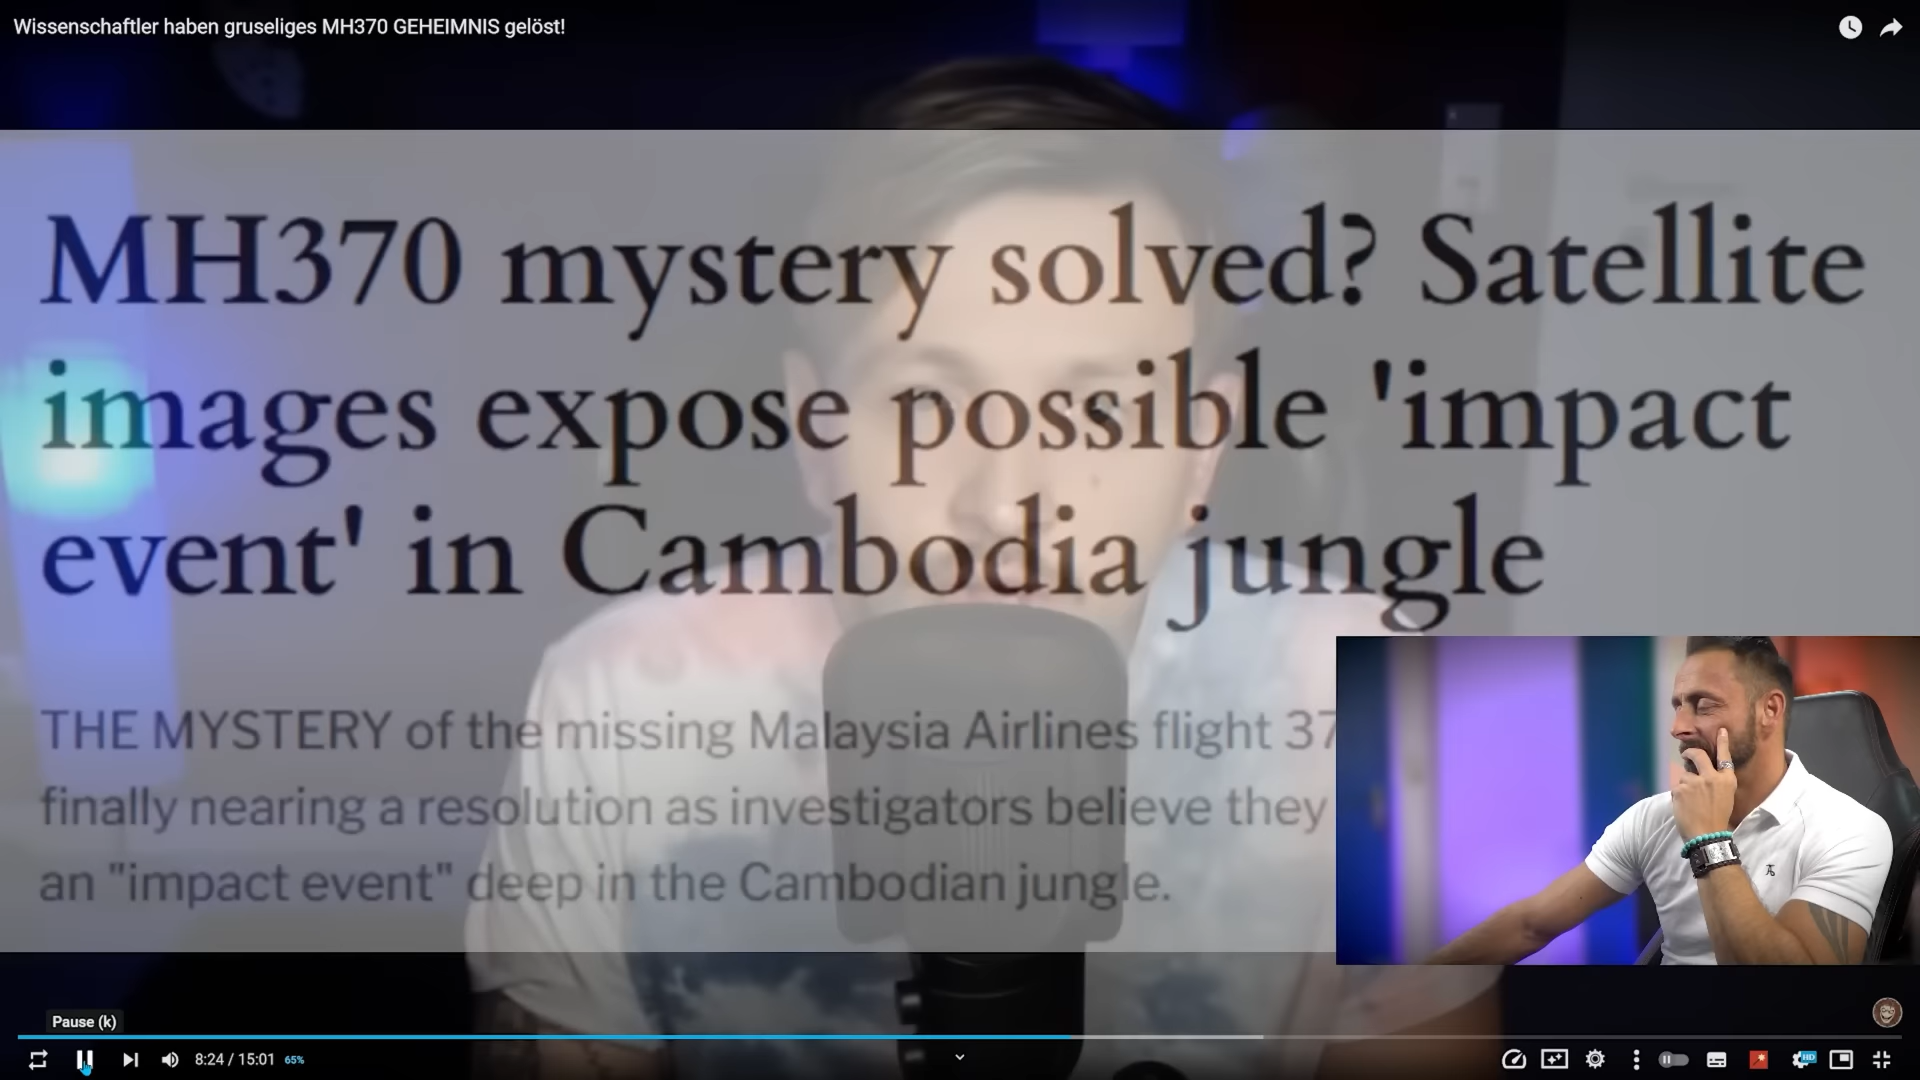 Wissenschaftler haben gruseliges MH370 GEHEIMNIS gelöst!
MH370 mystery solved? Satellite
images expose possible 'impact
event' in Cambodia jungle
THE MYSTERY of the missing Malaysia Airlines flight 37
finally nearing a resolution as investigators believe they
an "impact event" deep in the Cambodian jungle.
Pause (k)
8:24 / 15:01 65%
HD